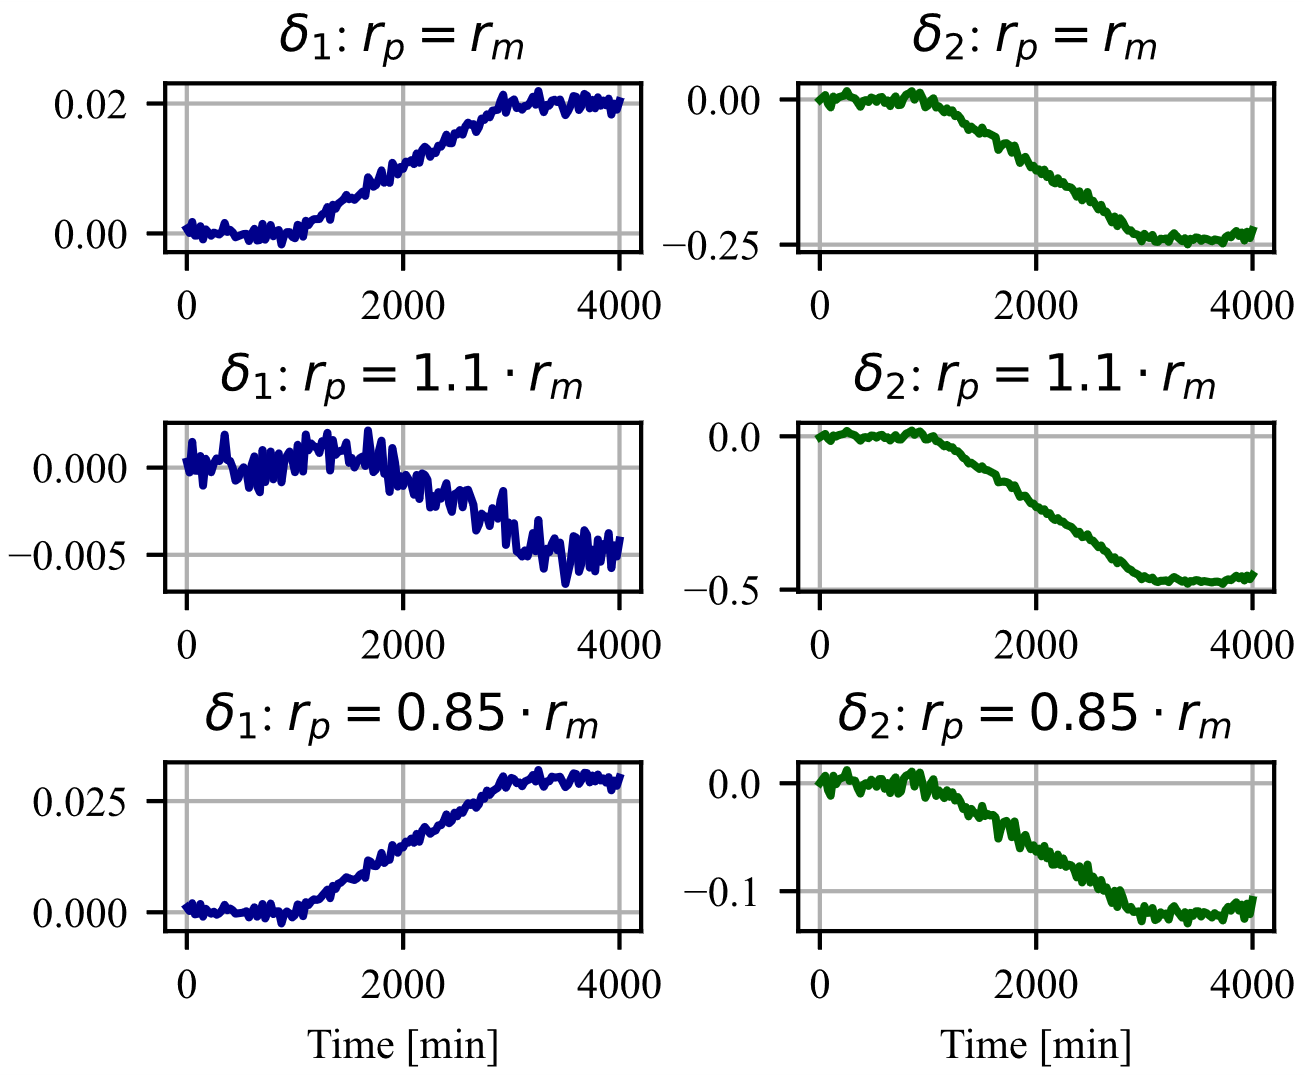 δ₁: rₚ = rₘ
δ₂: rₚ = rₘ
0.02
0.00
0 2000 4000
0.00
−0.25
0 2000 4000
δ₁: rₚ = 1.1 · rₘ
δ₂: rₚ = 1.1 · rₘ
0.000
−0.005
0 2000 4000
0.0
−0.5
0 2000 4000
δ₁: rₚ = 0.85 · rₘ
δ₂: rₚ = 0.85 · rₘ
0.025
0.000
0 2000 4000
Time [min]
0.0
−0.1
0 2000 4000
Time [min]